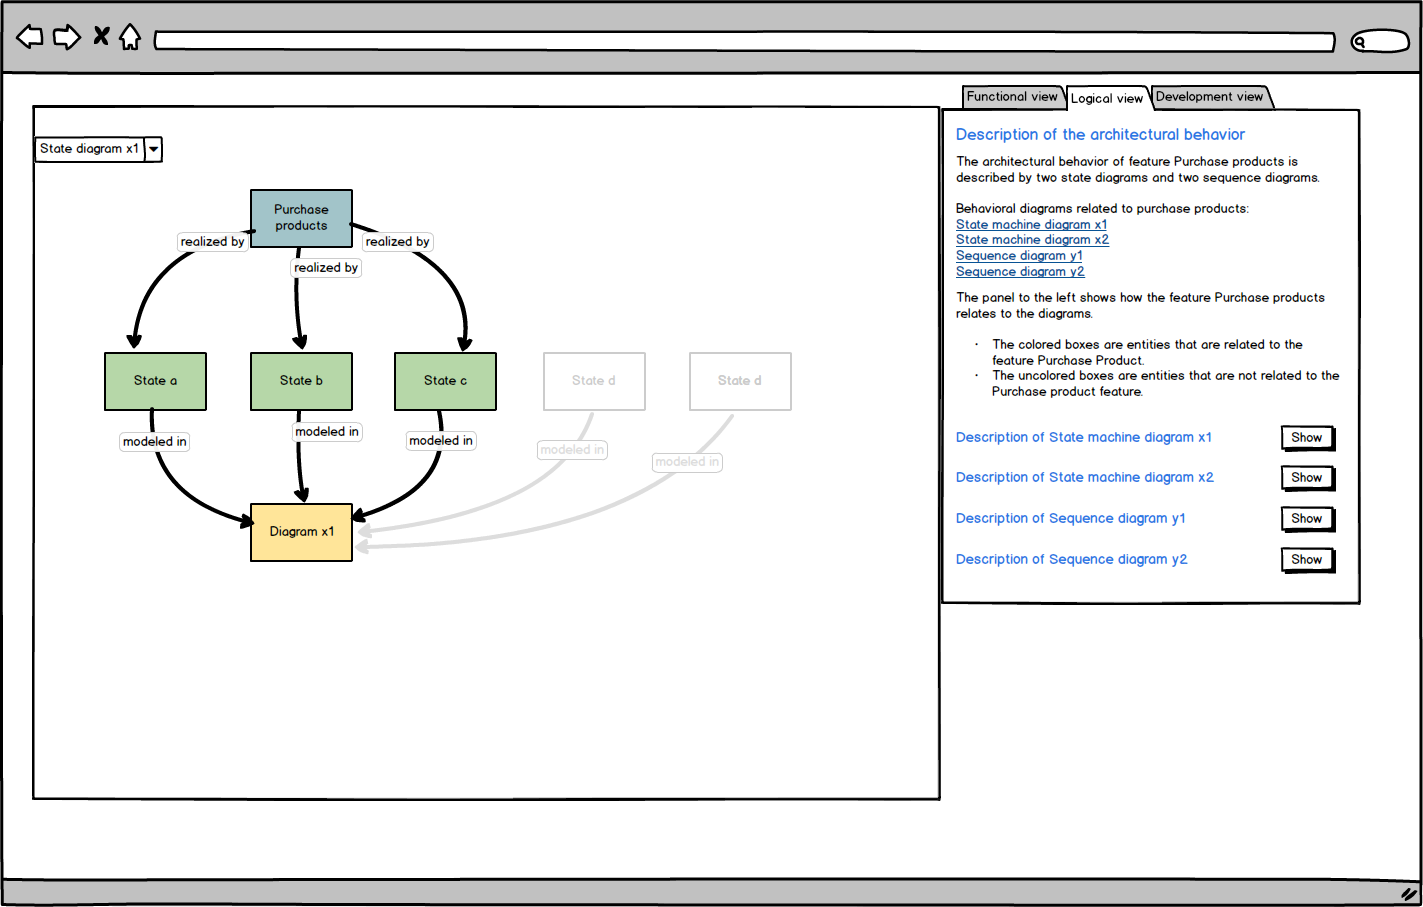 Functional view
Logical view
Development view
State diagram x1
Purchase
products
realized by
realized by
realized by
State a
State b
State c
State d
State d
modeled in
modeled in
modeled in
modeled in
modeled in
Diagram x1
Description of the architectural behavior
The architectural behavior of feature Purchase products is
described by two state diagrams and two sequence diagrams.
Behavioral diagrams related to purchase products:
State machine diagram x1
State machine diagram x2
Sequence diagram y1
Sequence diagram y2
The panel to the left shows how the feature Purchase products
relates to the diagrams.
· The colored boxes are entities that are related to the
feature Purchase Product.
· The uncolored boxes are entities that are not related to the
Purchase product feature.
Description of State machine diagram x1 Show
Description of State machine diagram x2 Show
Description of Sequence diagram y1 Show
Description of Sequence diagram y2 Show